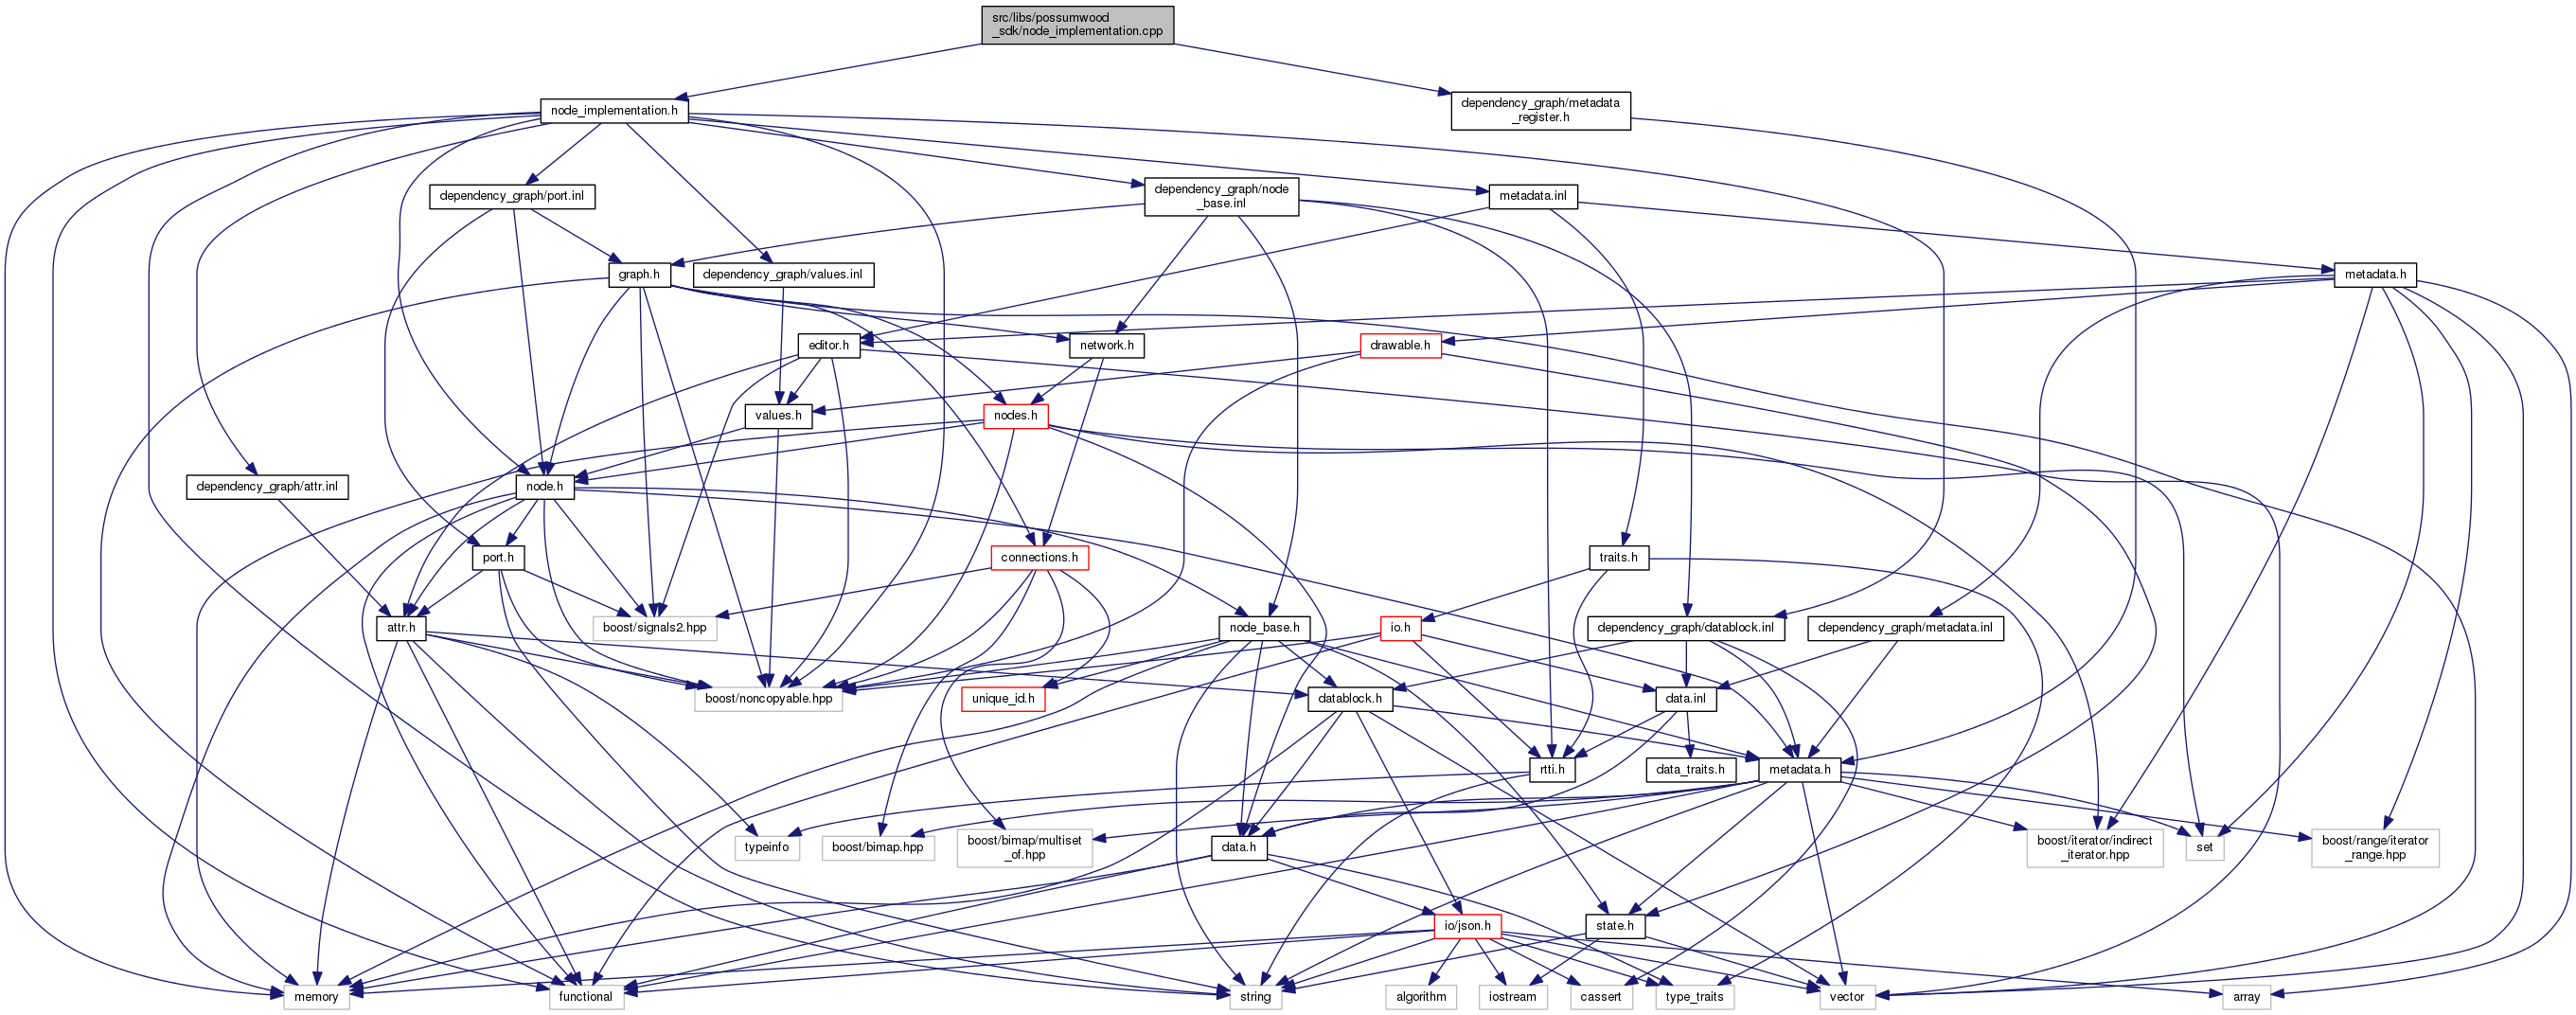 src/libs/possumwood
_sdk/node_implementation.cpp
node_implementation.h
dependency_graph/metadata
_register.h
dependency_graph/port.inl
dependency_graph/node
_base.inl
metadata.inl
graph.h
dependency_graph/values.inl
metadata.h
editor.h
network.h
drawable.h
values.h
nodes.h
dependency_graph/attr.inl
node.h
port.h
connections.h
traits.h
attr.h
boost/signals2.hpp
node_base.h
io.h
dependency_graph/datablock.inl
dependency_graph/metadata.inl
boost/noncopyable.hpp
unique_id.h
datablock.h
data.inl
rtti.h
data_traits.h
metadata.h
typeinfo
boost/bimap.hpp
boost/bimap/multiset
_of.hpp
data.h
boost/iterator/indirect
_iterator.hpp
set
boost/range/iterator
_range.hpp
io/json.h
state.h
memory
functional
string
algorithm
iostream
cassert
type_traits
vector
array